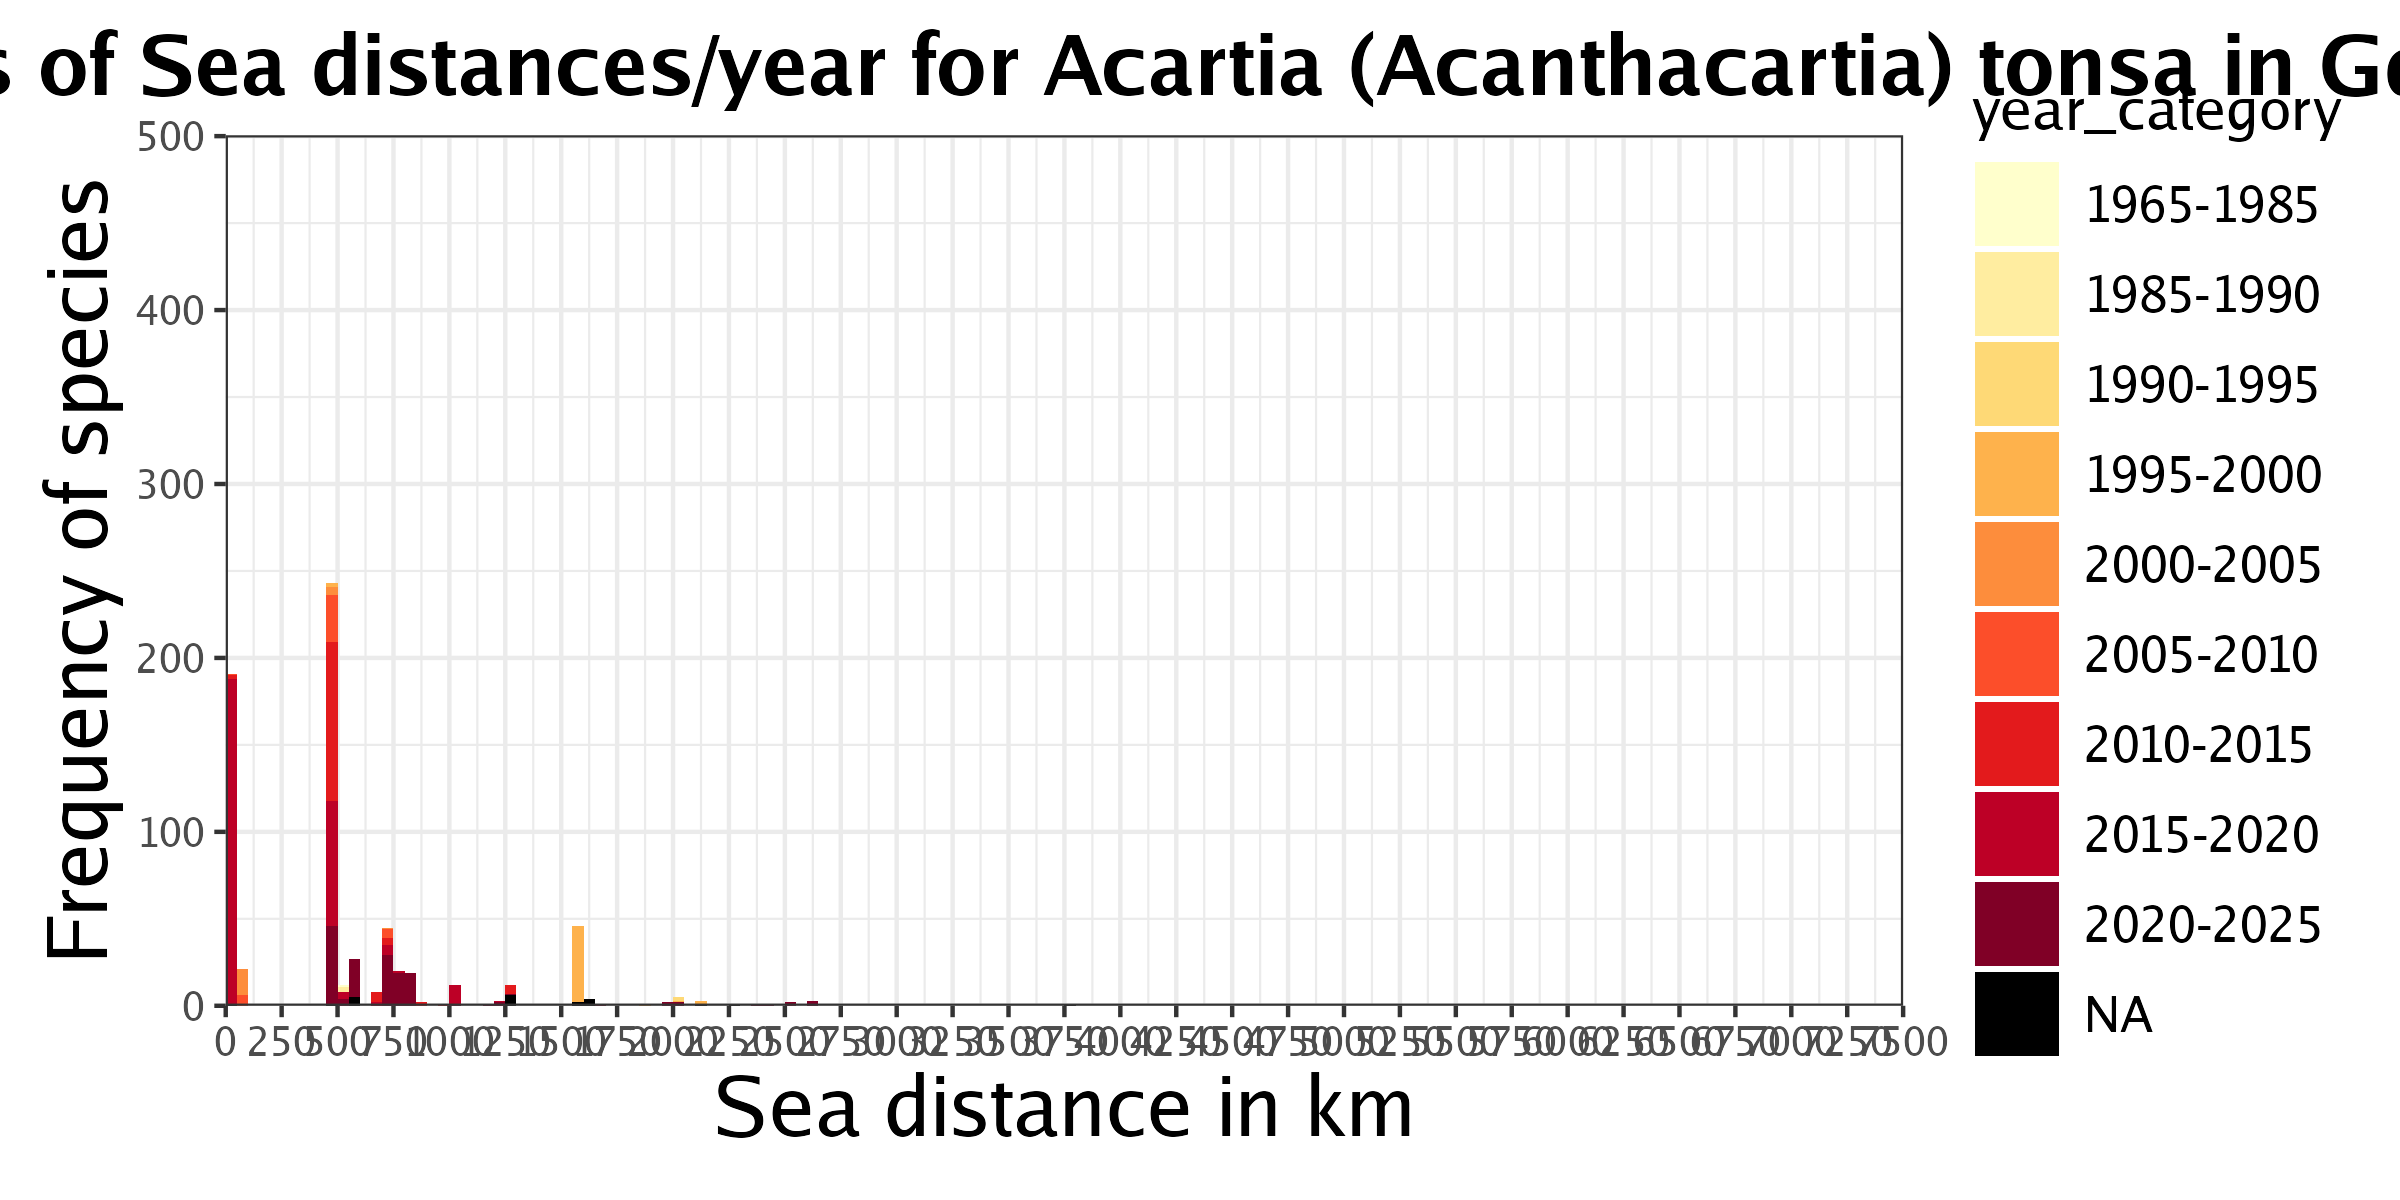 s of Sea distances/year for Acartia (Acanthacartia) tonsa in Ge
year_category
1965-1985
1985-1990
1990-1995
1995-2000
2000-2005
2005-2010
2010-2015
2015-2020
2020-2025
NA
Frequency of species
500
400
300
200
100
0
0 250 500 750 1000 1250 1500 1750 2000 2250 2500 2750 3000 3250 3500 3750 4000 4250 4500 4750 5000 5250 5500 5750 6000 6250 6500 6750 7000 7250 7500
Sea distance in km